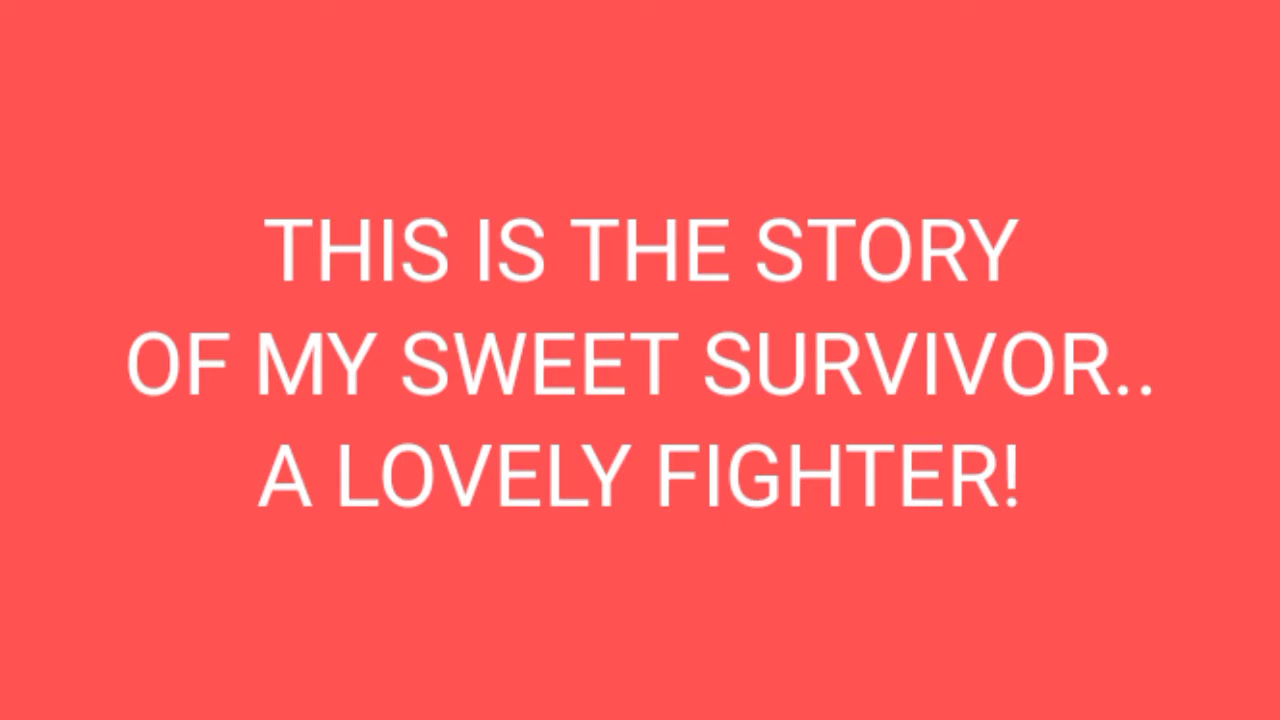 THIS IS THE STORY
OF MY SWEET SURVIVOR..
A LOVELY FIGHTER!